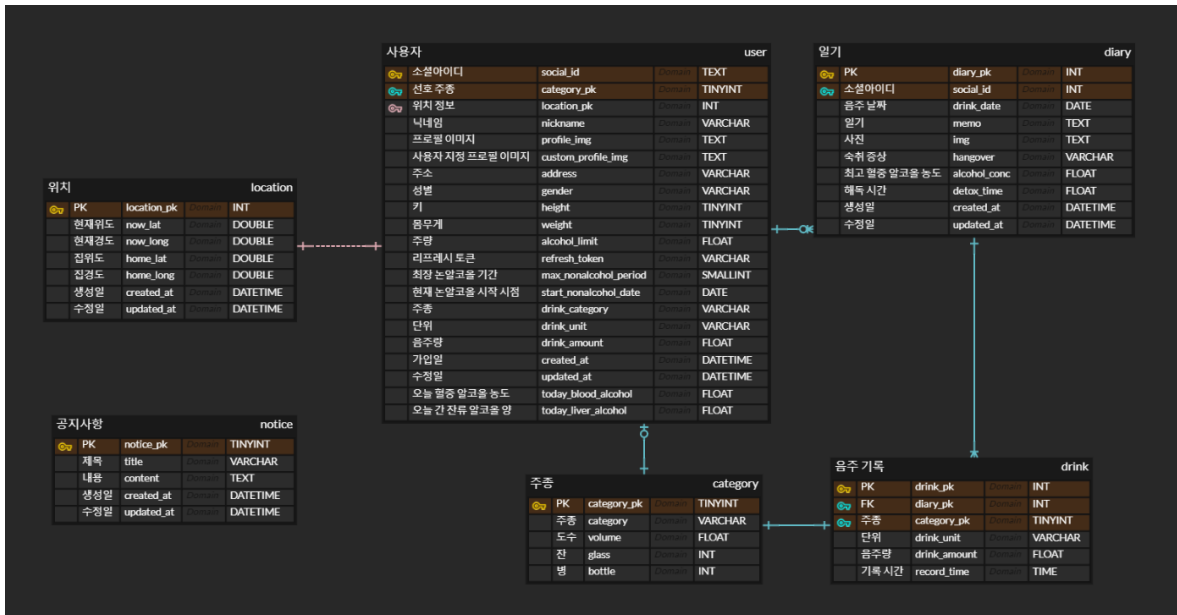 사용자 user
소셜아이디 social_id Domain TEXT
선호 주종 category_pk Domain TINYINT
위치 정보 location_pk Domain INT
닉네임 nickname Domain VARCHAR
프로필 이미지 profile_img Domain TEXT
사용자 지정 프로필 이미지 custom_profile_img Domain TEXT
주소 address Domain VARCHAR
성별 gender Domain VARCHAR
키 height Domain TINYINT
몸무게 weight Domain TINYINT
주량 alcohol_limit Domain FLOAT
리프레시 토큰 refresh_token Domain VARCHAR
최장 논알코올 기간 max_nonalcohol_period Domain SMALLINT
현재 논알코올 시작 시점 start_nonalcohol_date Domain DATE
주종 drink_category Domain VARCHAR
단위 drink_unit Domain VARCHAR
음주량 drink_amount Domain FLOAT
가입일 created_at Domain DATETIME
수정일 updated_at Domain DATETIME
오늘 혈중 알코올 농도 today_blood_alcohol Domain FLOAT
오늘 간 잔류 알코올 양 today_liver_alcohol Domain FLOAT
일기 diary
PK diary_pk Domain INT
소셜아이디 social_id Domain INT
음주 날짜 drink_date Domain DATE
일기 memo Domain TEXT
사진 img Domain TEXT
숙취 증상 hangover Domain VARCHAR
최고 혈중 알코올 농도 alcohol_conc Domain FLOAT
해독 시간 detox_time Domain FLOAT
생성일 created_at Domain DATETIME
수정일 updated_at Domain DATETIME
위치 location
PK location_pk Domain INT
현재위도 now_lat Domain DOUBLE
현재경도 now_long Domain DOUBLE
집위도 home_lat Domain DOUBLE
집경도 home_long Domain DOUBLE
생성일 created_at Domain DATETIME
수정일 updated_at Domain DATETIME
공지사항 notice
PK notice_pk Domain TINYINT
제목 title Domain VARCHAR
내용 content Domain TEXT
생성일 created_at Domain DATETIME
수정일 updated_at Domain DATETIME
주종 category
PK category_pk Domain TINYINT
주종 category Domain VARCHAR
도수 volume Domain FLOAT
잔 glass Domain INT
병 bottle Domain INT
음주 기록 drink
PK drink_pk Domain INT
FK diary_pk Domain INT
주종 category_pk Domain TINYINT
단위 drink_unit Domain VARCHAR
음주량 drink_amount Domain FLOAT
기록 시간 record_time Domain TIME